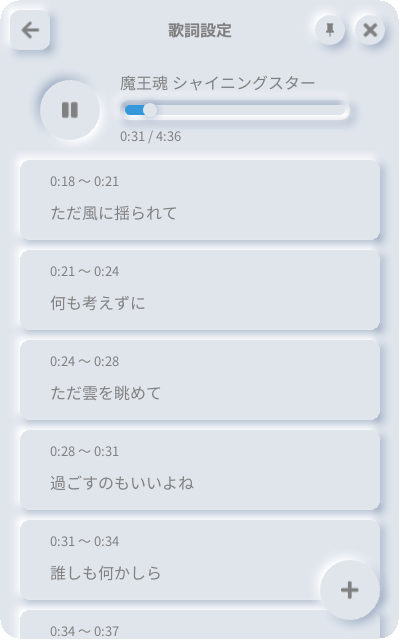 歌詞設定
魔王魂 シャイニングスター
0:31 / 4:36
0:18 〜 0:21
ただ風に揺られて
0:21 〜 0:24
何も考えずに
0:24 〜 0:28
ただ雲を眺めて
0:28 〜 0:31
過ごすのもいいよね
0:31 〜 0:34
誰しも何かしら
0:34 〜 0:37